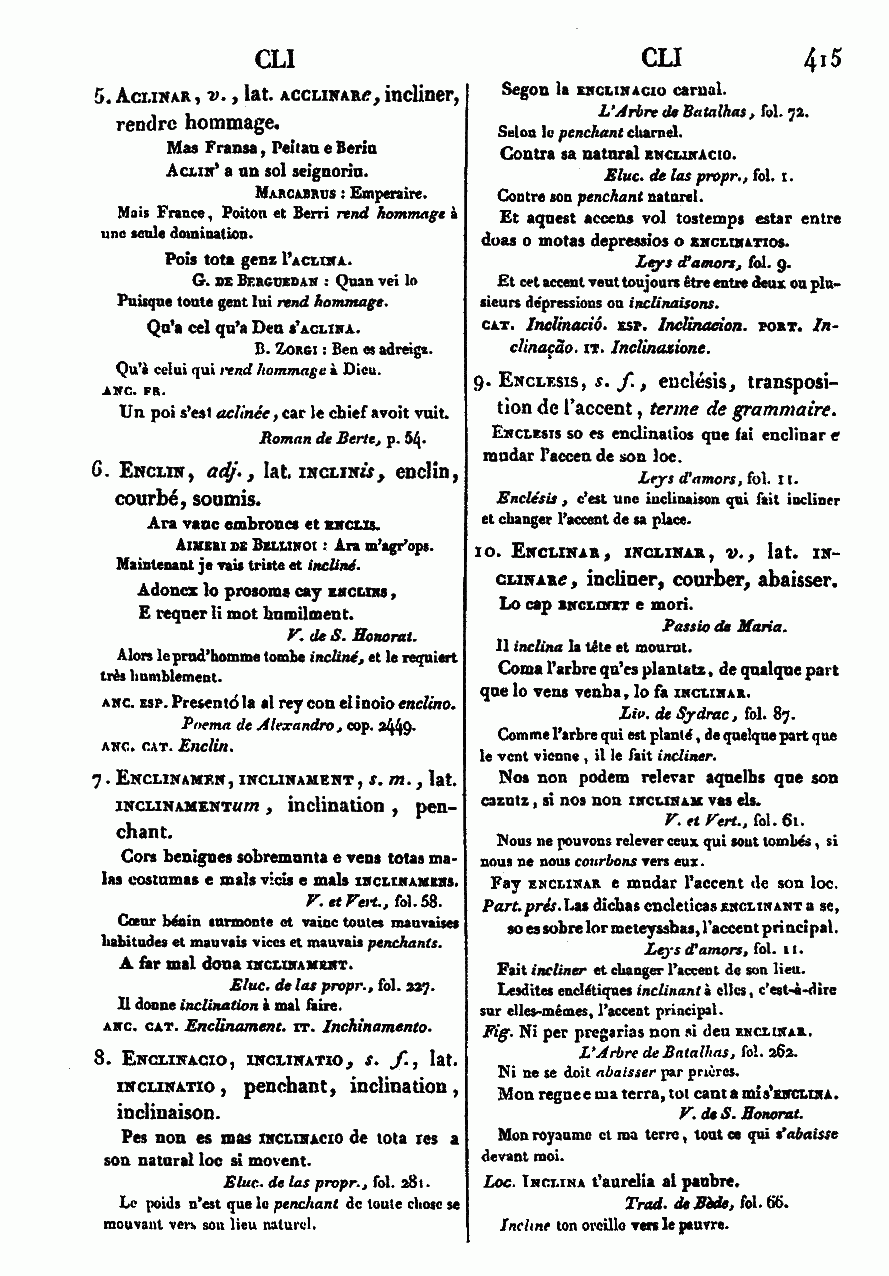 CLI
CLI 415
5. ACLINAR, v., lat. ACCLINARe, incliner,
rendre hommage.
Mas Fransa, Peitau e Beriu
ACLIN' a un sol seignoriu.
MARCABRUS : Emperaire.
Mais France, Poitou et Berri rend hommage à
une seule domination.
Pois tota genz l'ACLINA.
G. DE BERGUEDAN : Quan vei lo
Puisque toute gent lui rend hommage.
Qu'a cel qu'a Deu s'ACLINA.
B. ZORGI : Ben es adreigz.
Qu'à celui qui rend hommage à Dieu.
ANC. FR.
Un poi s'est aclinée, car le chief avoit vuit.
Roman de Berte, p. 54.
6. ENCLIN, adj., lat. INCLINis, enclin,
courbé, soumis.
Ara vauc embroncs et ENCLIS.
AIMERI DE BELLINOI : Ara m'agr'ops.
Maintenant je vais triste et incliné.
Adoncx lo prosoms cay ENCLINS,
E requer li mot humilment.
V. de S. Honorat.
Alors le prud'homme tombe incliné, et le requiert
très humblement.
ANC. ESP. Presentóla al rey con el inoio enclino.
Poema de Alexandro, cop. 2449.
ANC. CAT. Enclin.
7. ENCLINAMEN, INCLINAMENT, s. m., lat.
INCLINAMENTum, inclination, pen-
chant.
Cors benignes sobremunta e vens totas ma-
las costumas e mals vicis e mals INCLINAMENS.
V. et Vert., fol. 58.
Cœur bénin surmonte et vainc toutes mauvaises
habitudes et mauvais vices et mauvais penchants.
A far mal dona INCLINAMENT.
Eluc. de las propr., fol. 227.
Il donne inclination à mal faire.
ANC. CAT. Enclinament. IT. Inchinamento.
8. ENCLINACIO, INCLINATIO, s. f., lat.
INCLINATIO, penchant, inclination,
inclinaison.
Pes non es mas INCLINACIO de tota res a
son natural loc si movent.
Eluc. de las propr., fol. 281.
Le poids n'est que le penchant de toute chose se
mouvant vers son lieu naturel.
Segon la ENCLINACIO carnal.
L'Arbre de Batalhas, fol. 72.
Selon le penchant charnel.
Contra sa natural ENCLINACIO.
Eluc. de las propr., fol. 1.
Contre son penchant naturel.
Et aquest accens vol tostemps estar entre
doas o motas depressios o ENCLINATIOS.
Leys d'amors, fol. 9.
Et cet accent veut toujours être entre deux ou plu-
sieurs dépressions ou inclinaisons.
CAT. Inclinació. ESP. Inclinacion. PORT. In-
clinação. IT. Inclinazione.
9. ENCLESIS, s. f., enclésis, transposi-
tion de l'accent, terme de grammaire.
ENCLESIS so es enclinatios que fai enclinar e
mudar l'accen de son loc.
Leys d'amors, fol. 11.
Enclésis, c'est une inclinaison qui fait incliner
et changer l'accent de sa place.
10. ENCLINAR, INCLINAR, v., lat. IN-
CLINARe, incliner, courber, abaisser.
Lo cap ENCLINET e mori.
Passio de Maria.
Il inclina la tête et mourut.
Coma l'arbre qu'es plantatz, de qualque part
que lo vens venha, lo fa INCLINAR.
Liv. de Sydrac, fol. 87.
Comme l'arbre qui est planté, de quelque part que
le vent vienne, il le fait incliner.
Nos non podem relevar aquelhs que son
cazutz, si nos non INCLINAM vas els.
V. et Vert., fol. 61.
Nous ne pouvons relever ceux qui sont tombés, si
nous ne nous courbons vers eux.
Fay ENCLINAR e mudar l'accent de son loc.
Part. prés. Las dichas encleticas ENCLINANT a se,
so es sobre lor meteysshas, l'accent principal.
Leys d'amors, fol. 11.
Fait incliner et changer l'accent de son lieu.
Lesdites enclétiques inclinant à elles, c'est-à-dire
sur elles-mêmes, l'accent principal.
Fig. Ni per pregarias non si deu ENCLINAR.
L'Arbre de Batalhas, fol. 262.
Ni ne se doit abaisser par prières.
Mon regne e ma terra, tot cant a mi s'ENCLINA.
V. de S. Honorat.
Mon royaume et ma terre, tout ce qui s'abaisse
devant moi.
Loc. INCLINA t'aurelia al paubre.
Trad. de Bède, fol. 66.
Incline ton oreille vers le pauvre.